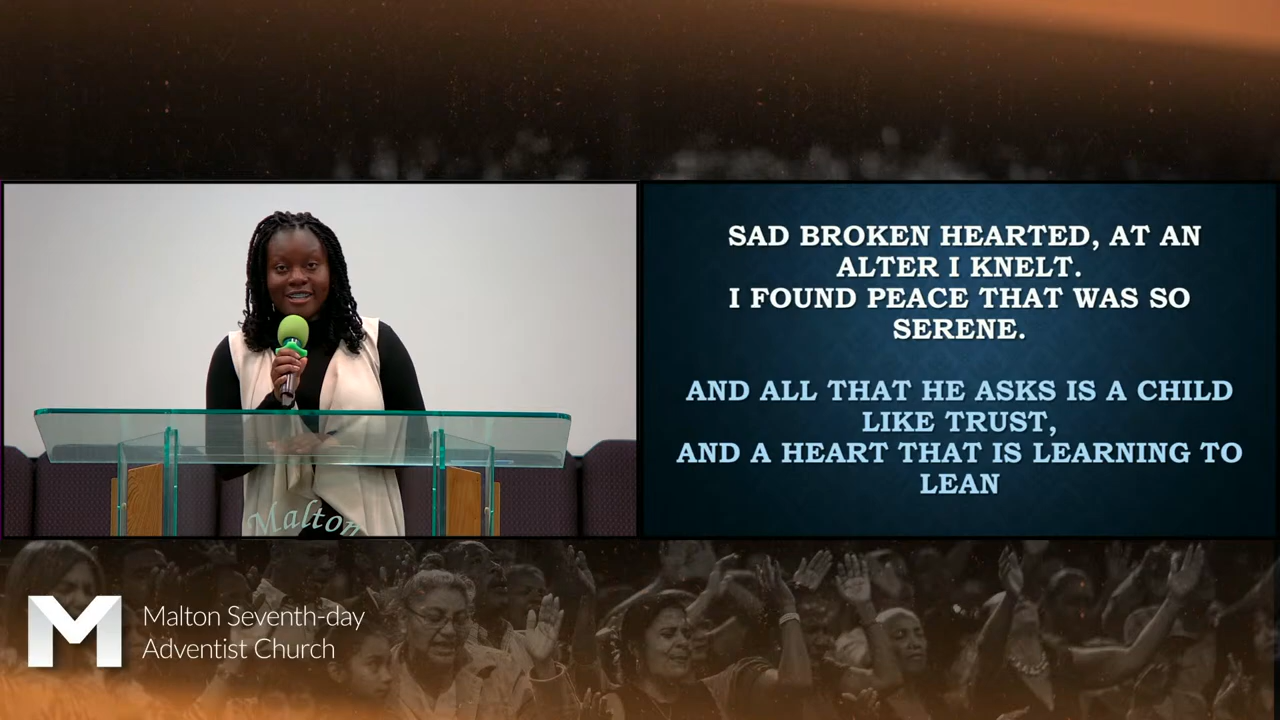 SAD BROKEN HEARTED, AT AN
ALTER I KNELT.
I FOUND PEACE THAT WAS SO
SERENE.
AND ALL THAT HE ASKS IS A CHILD
LIKE TRUST,
AND A HEART THAT IS LEARNING TO
LEAN
Malton
M
Malton Seventh-day
Adventist Church